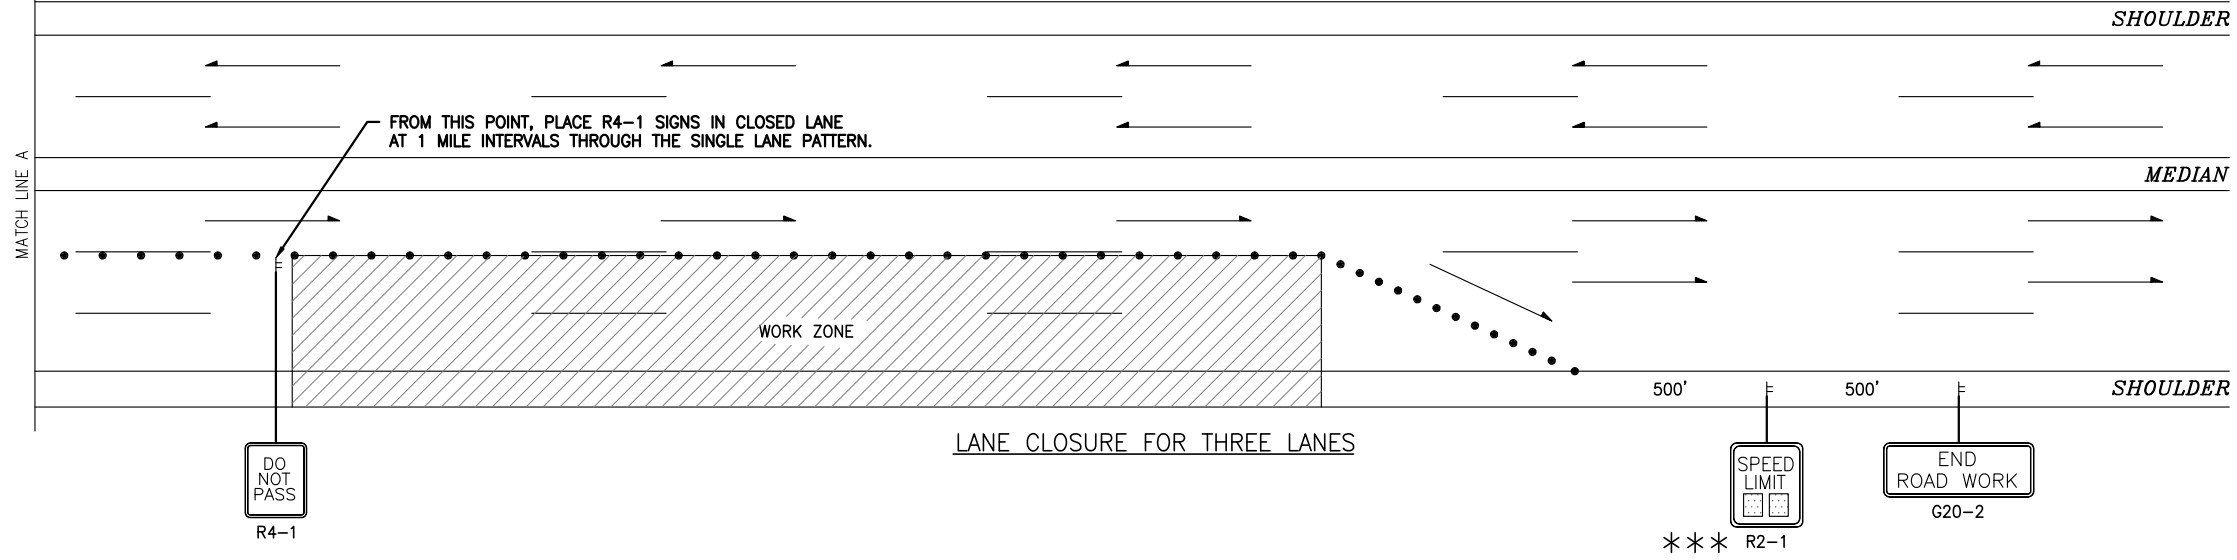 SHOULDER
FROM THIS POINT, PLACE R4-1 SIGNS IN CLOSED LANE
AT 1 MILE INTERVALS THROUGH THE SINGLE LANE PATTERN.
MATCH LINE A
MEDIAN
WORK ZONE
500'
500'
SHOULDER
LANE CLOSURE FOR THREE LANES
DO
NOT
PASS
R4-1
SPEED
LIMIT
*** R2-1
END
ROAD WORK
G20-2